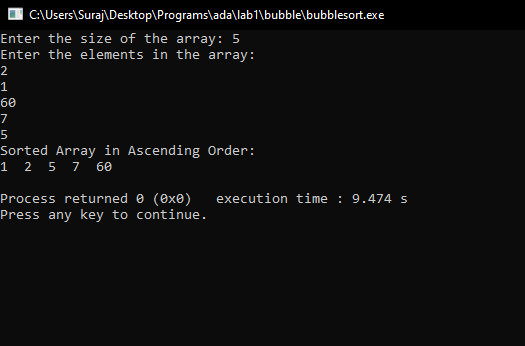 C:\Users\Suraj\Desktop\Programs\ada\lab1\bubble\bubblesort.exe
Enter the size of the array: 5
Enter the elements in the array:
2
1
60
7
5
Sorted Array in Ascending Order:
1  2  5  7  60
Process returned 0 (0x0)   execution time : 9.474 s
Press any key to continue.